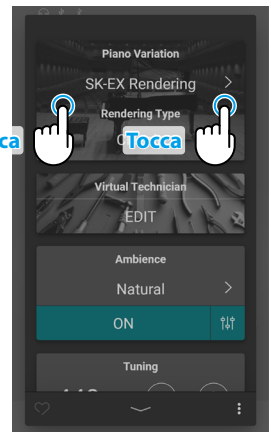 Piano Variation
SK-EX Rendering
Rendering Type
Tocca
Virtual Technician
EDIT
Ambience
Natural
ON
Tuning